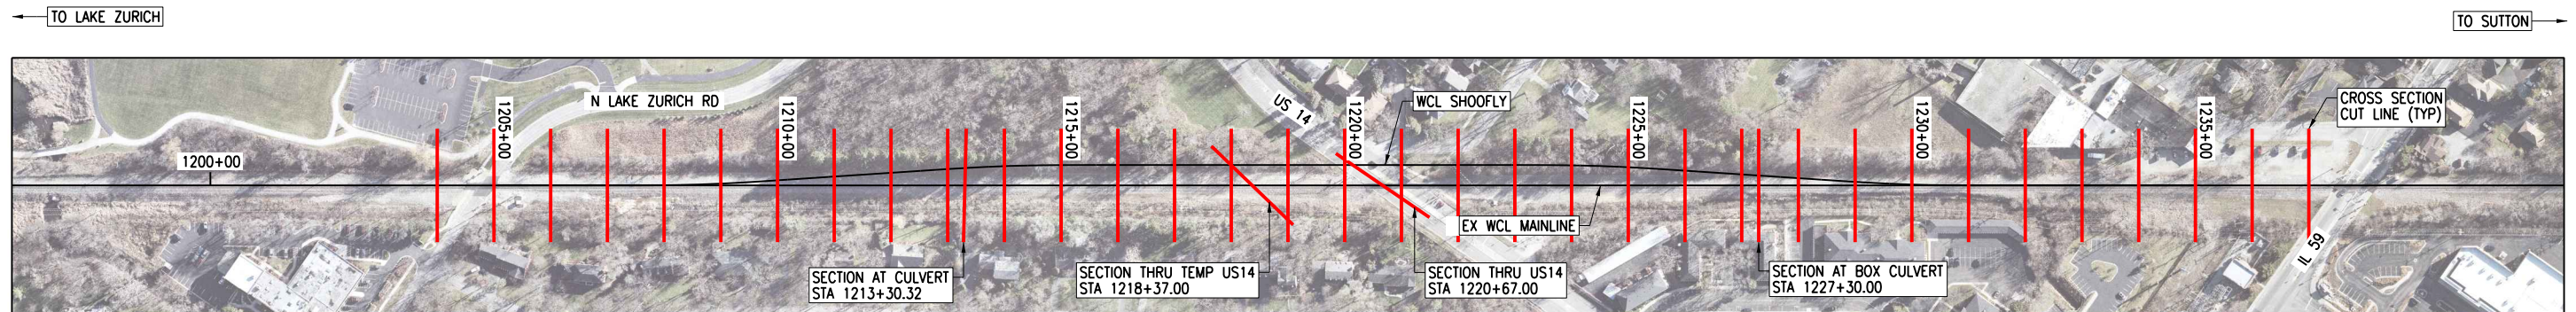 TO LAKE ZURICH
TO SUTTON
N LAKE ZURICH RD
1200+00
1205+00
1210+00
1215+00
US 14
1220+00
WCL SHOOFLY
1225+00
1230+00
1235+00
CROSS SECTION
CUT LINE (TYP)
EX WCL MAINLINE
IL 59
SECTION AT CULVERT
STA 1213+30.32
SECTION THRU TEMP US14
STA 1218+37.00
SECTION THRU US14
STA 1220+67.00
SECTION AT BOX CULVERT
STA 1227+30.00